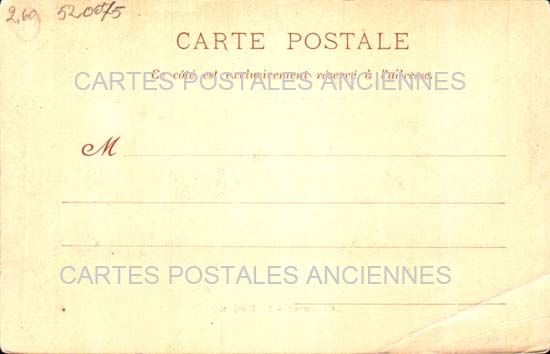 2,60 520075
CARTE POSTALE
CARTES POSTALES ANCIENNES
Ce côté est exclusivement réservé à l'adresse.
M
CARTES POSTALES ANCIENNES